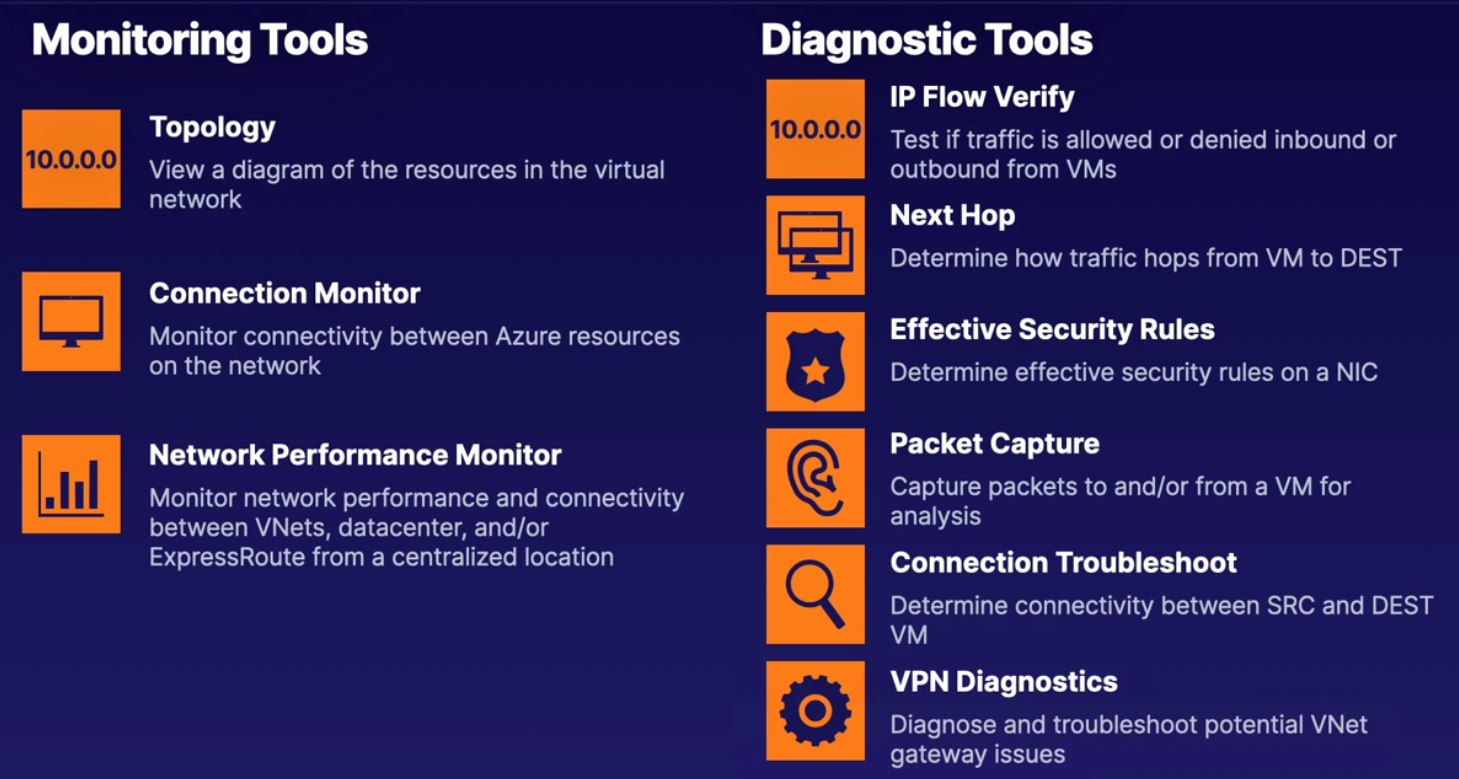 Monitoring Tools
10.0.0.0
Topology
View a diagram of the resources in the virtual
network
Connection Monitor
Monitor connectivity between Azure resources
on the network
Network Performance Monitor
Monitor network performance and connectivity
between VNets, datacenter, and/or
ExpressRoute from a centralized location
Diagnostic Tools
10.0.0.0
IP Flow Verify
Test if traffic is allowed or denied inbound or
outbound from VMs
Next Hop
Determine how traffic hops from VM to DEST
Effective Security Rules
Determine effective security rules on a NIC
Packet Capture
Capture packets to and/or from a VM for
analysis
Connection Troubleshoot
Determine connectivity between SRC and DEST
VM
VPN Diagnostics
Diagnose and troubleshoot potential VNet
gateway issues